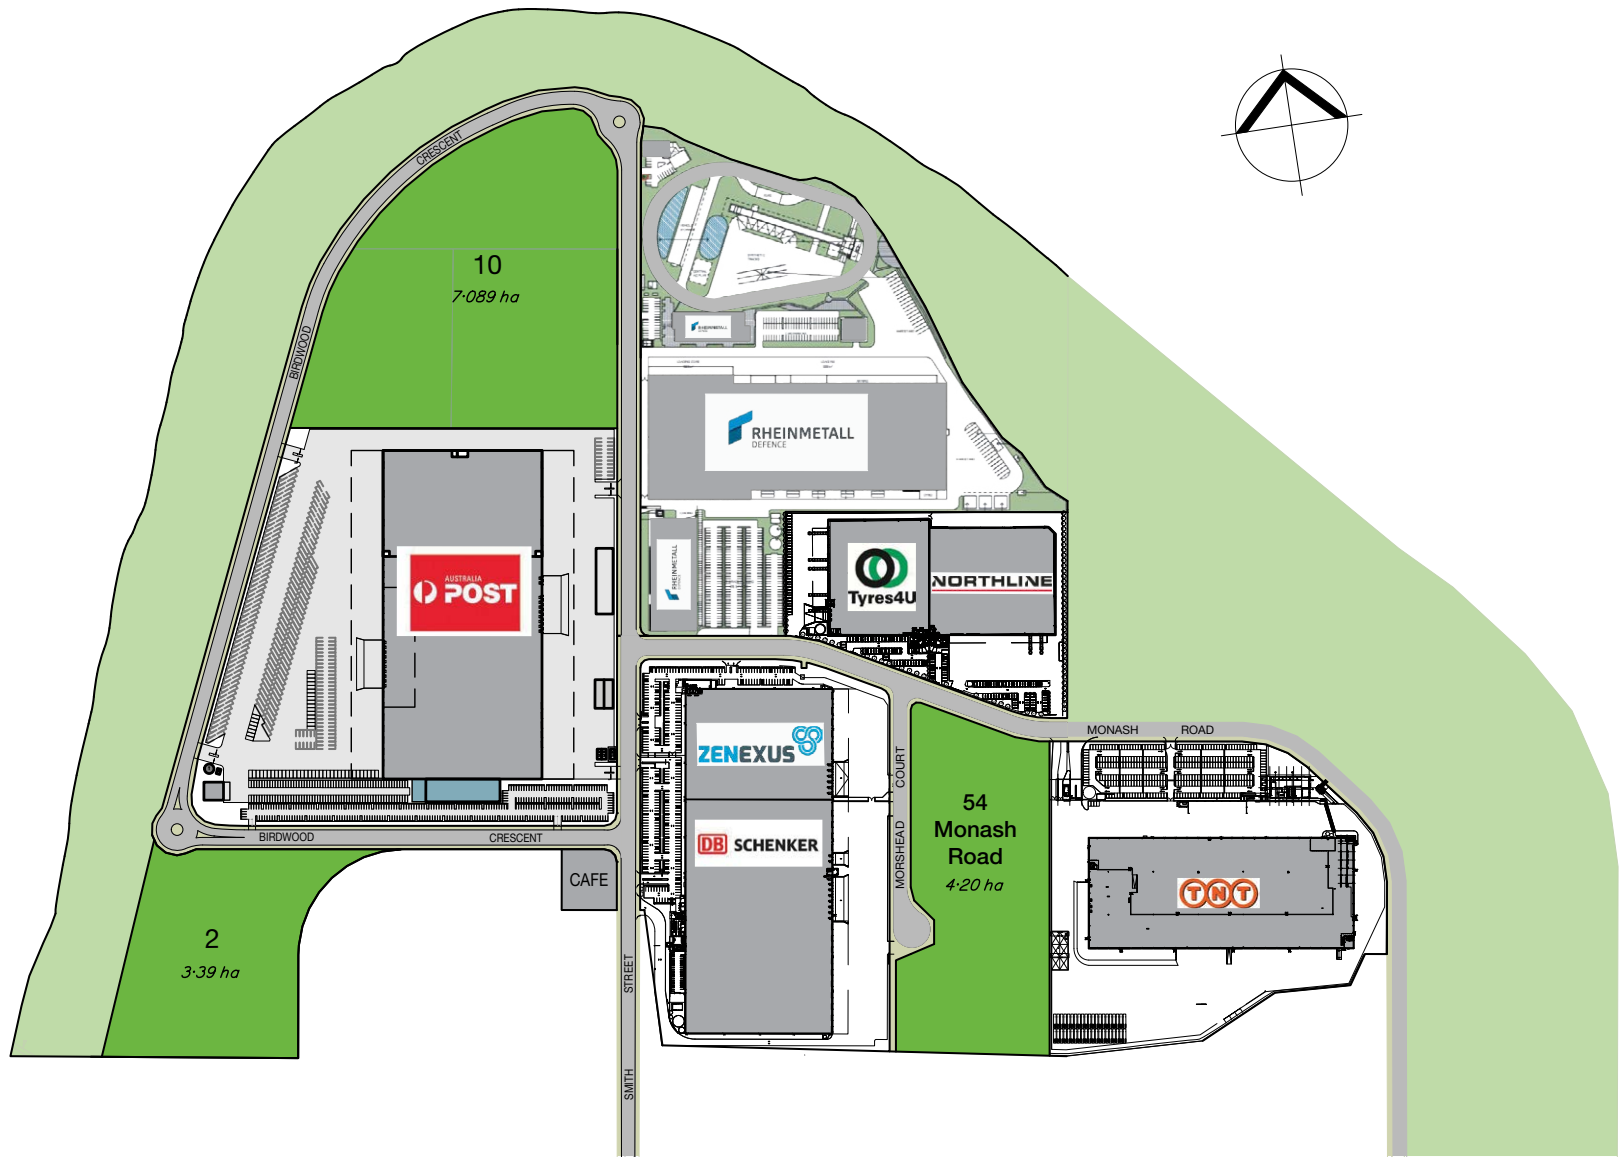 CRESCENT
10
7·089 ha
BIRDWOOD
RHEINMETALL
RHEINMETALL
DEFENCE
RHEINMETALL
AUSTRALIA
POST
Tyres4U
NORTHLINE
MONASH ROAD
ZENEXUS
COURT
54
Monash
Road
4·20 ha
DB SCHENKER
MORSHEAD
BIRDWOOD CRESCENT
CAFE
TNT
2
3·39 ha
STREET
SMITH